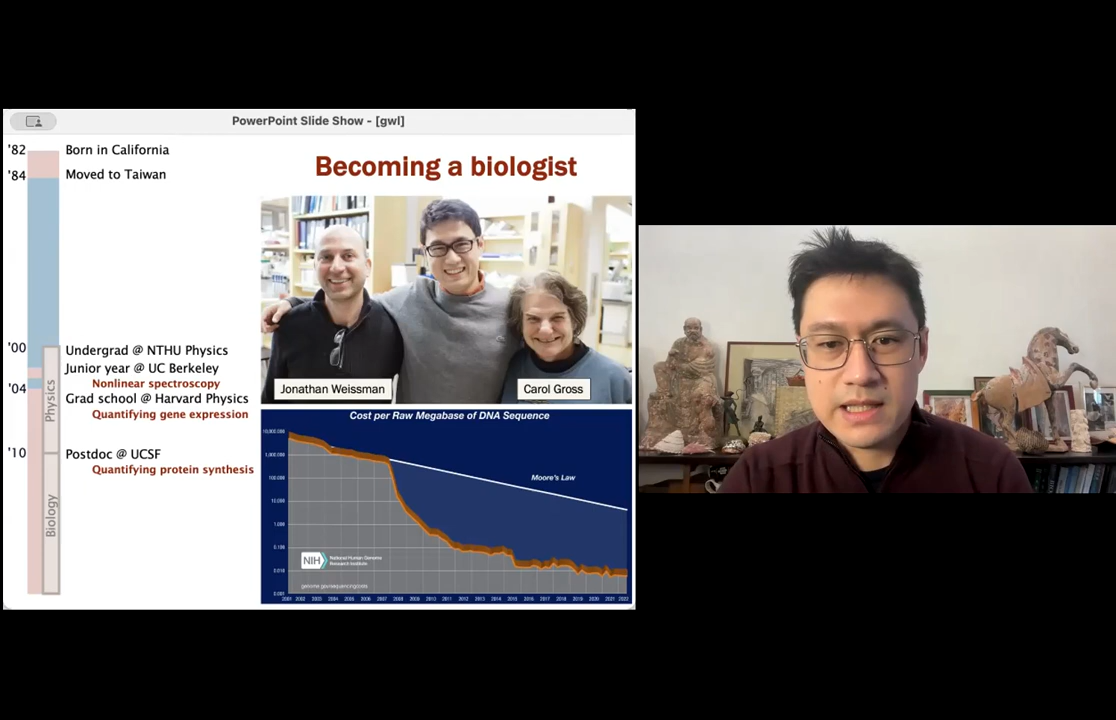 PowerPoint Slide Show - [gwl]
Becoming a biologist
'82 Born in California
'84 Moved to Taiwan
'00 Undergrad @ NTHU Physics
Junior year @ UC Berkeley
Nonlinear spectroscopy
'04 Grad school @ Harvard Physics
Quantifying gene expression
'10 Postdoc @ UCSF
Quantifying protein synthesis
Physics
Biology
Jonathan Weissman
Carol Gross
Cost per Raw Megabase of DNA Sequence
Moore's Law
NIH
National Human Genome
Research Institute
genome.gov/sequencingcosts